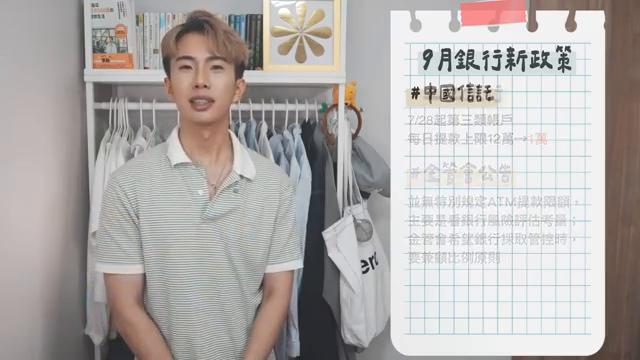 9月銀行新政策
#中國信託
7/28起第三類帳戶
每日提款上限12萬→1萬
#金管會公告
並無特別規定ATM提款限額，
主要是看銀行風險評估考量；
金管會希望銀行採取管控時，
要兼顧比例原則